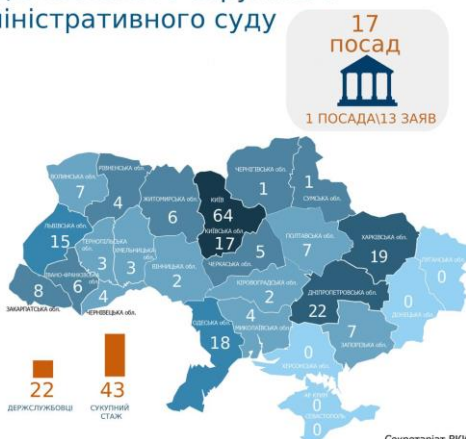 міністративного суду
17
посад
1 ПОСАДА\13 ЗАЯВ
ВОЛИНСЬКА обл.
7
РІВНЕНСЬКА обл.
4
ЖИТОМИРСЬКА обл.
6
КИЇВ
64
КИЇВСЬКА обл.
17
ЧЕРНІГІВСЬКА обл.
1
СУМСЬКА обл.
1
ЛЬВІВСЬКА обл.
15
ТЕРНОПІЛЬСЬКА обл.
3
ХМЕЛЬНИЦЬКА обл.
3
ВІННИЦЬКА обл.
2
ЧЕРКАСЬКА обл.
5
ПОЛТАВСЬКА обл.
7
ХАРКІВСЬКА обл.
19
ЛУГАНСЬКА обл.
0
ЗАКАРПАТСЬКА обл.
8
ІВАНО-ФРАНКІВСЬКА обл.
6
ЧЕРНІВЕЦЬКА обл.
4
КІРОВОГРАДСЬКА обл.
2
ДНІПРОПЕТРОВСЬКА обл.
22
ДОНЕЦЬКА обл.
0
ОДЕСЬКА обл.
18
МИКОЛАЇВСЬКА обл.
4
ХЕРСОНСЬКА обл.
0
ЗАПОРІЗЬКА обл.
7
АР КРИМ
0
СЕВАСТОПОЛЬ
0
22
ДЕРЖСЛУЖБОВЦІ
43
СУКУПНИЙ
СТАЖ
Секретаріат